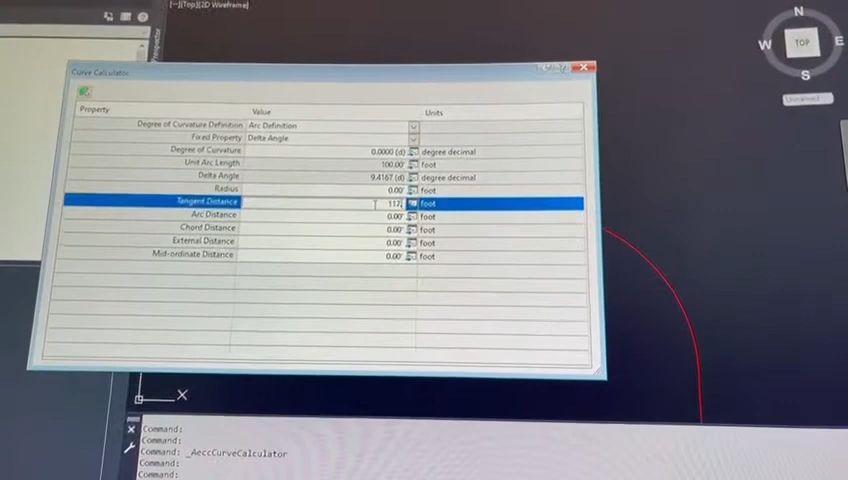 [−][Top][2D Wireframe]
Prospector
N
W TOP E
S
Unnamed
Curve Calculator
Property Value Units
Degree of Curvature Definition Arc Definition
Fixed Property Delta Angle
Degree of Curvature 0.0000 (d) degree decimal
Unit Arc Length 100.00' foot
Delta Angle 9.4167 (d) degree decimal
Radius 0.00' foot
Tangent Distance 117. foot
Arc Distance 0.00' foot
Chord Distance 0.00' foot
External Distance 0.00' foot
Mid-ordinate Distance 0.00' foot
X
Command:
Command:
Command: _AeccCurveCalculator
Command:
Command: